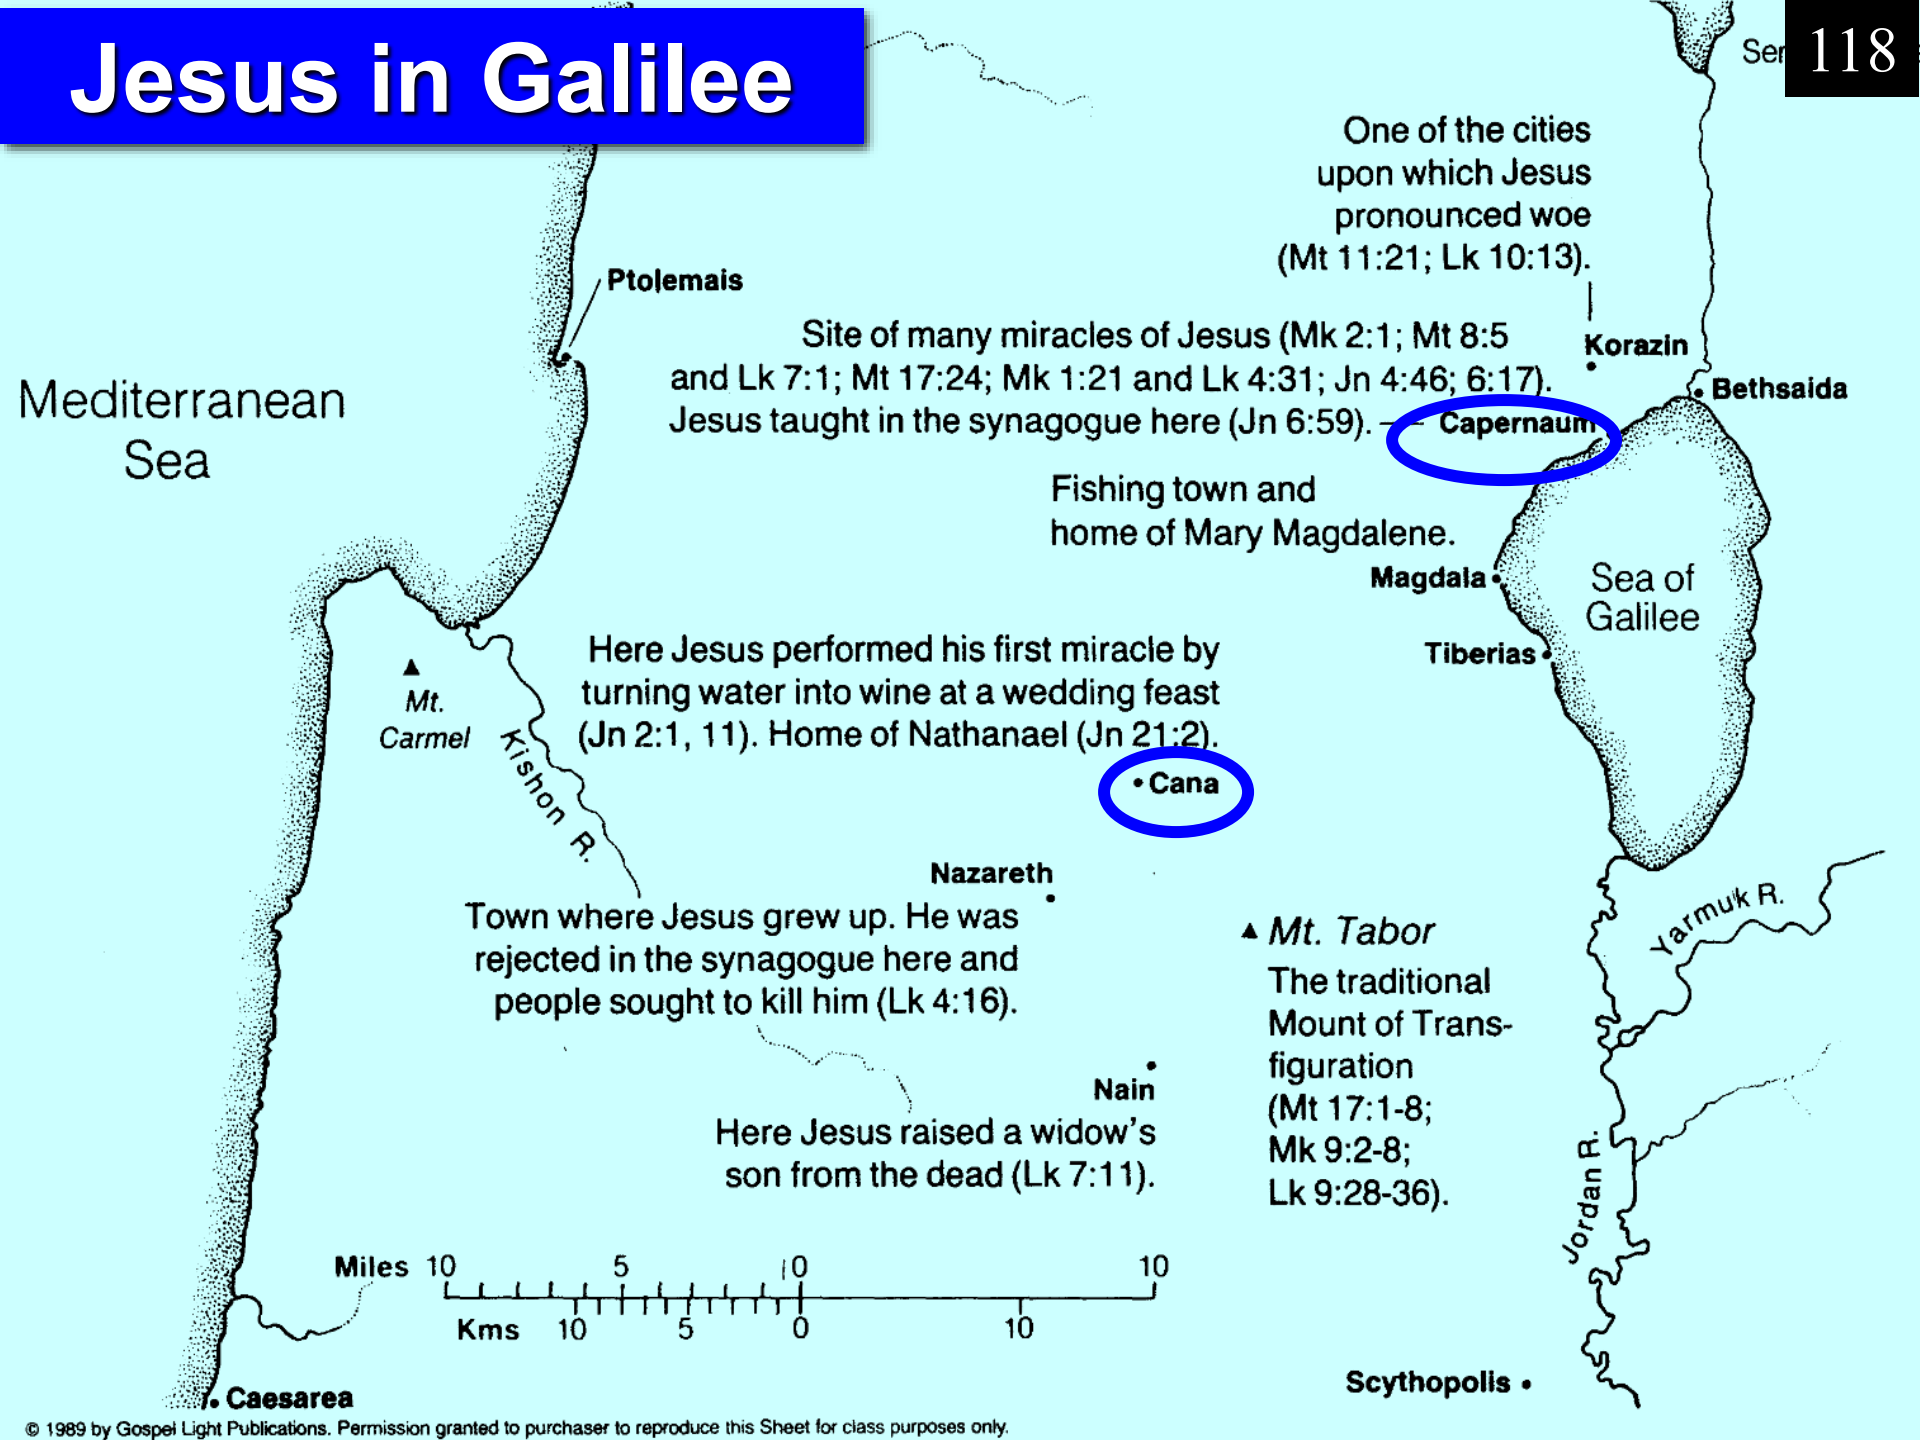 Jesus in Galilee
118
Ser
One of the cities
upon which Jesus
pronounced woe
(Mt 11:21; Lk 10:13).
Ptolemais
Site of many miracles of Jesus (Mk 2:1; Mt 8:5
and Lk 7:1; Mt 17:24; Mk 1:21 and Lk 4:31; Jn 4:46; 6:17).
Jesus taught in the synagogue here (Jn 6:59).
Korazin
Bethsaida
Capernaum
Mediterranean
Sea
Fishing town and
home of Mary Magdalene.
Magdala
Sea of
Galilee
Tiberias
Here Jesus performed his first miracle by
turning water into wine at a wedding feast
(Jn 2:1, 11). Home of Nathanael (Jn 21:2).
Cana
Mt.
Carmel
Kishon R.
Nazareth
Town where Jesus grew up. He was
rejected in the synagogue here and
people sought to kill him (Lk 4:16).
Yarmuk R.
Mt. Tabor
The traditional
Mount of Trans-
figuration
(Mt 17:1-8;
Mk 9:2-8;
Lk 9:28-36).
Nain
Here Jesus raised a widow's
son from the dead (Lk 7:11).
Jordan R.
Miles 10 5 0 10
Kms 10 5 0 10
Scythopolis
Caesarea
© 1989 by Gospel Light Publications. Permission granted to purchaser to reproduce this Sheet for class purposes only.